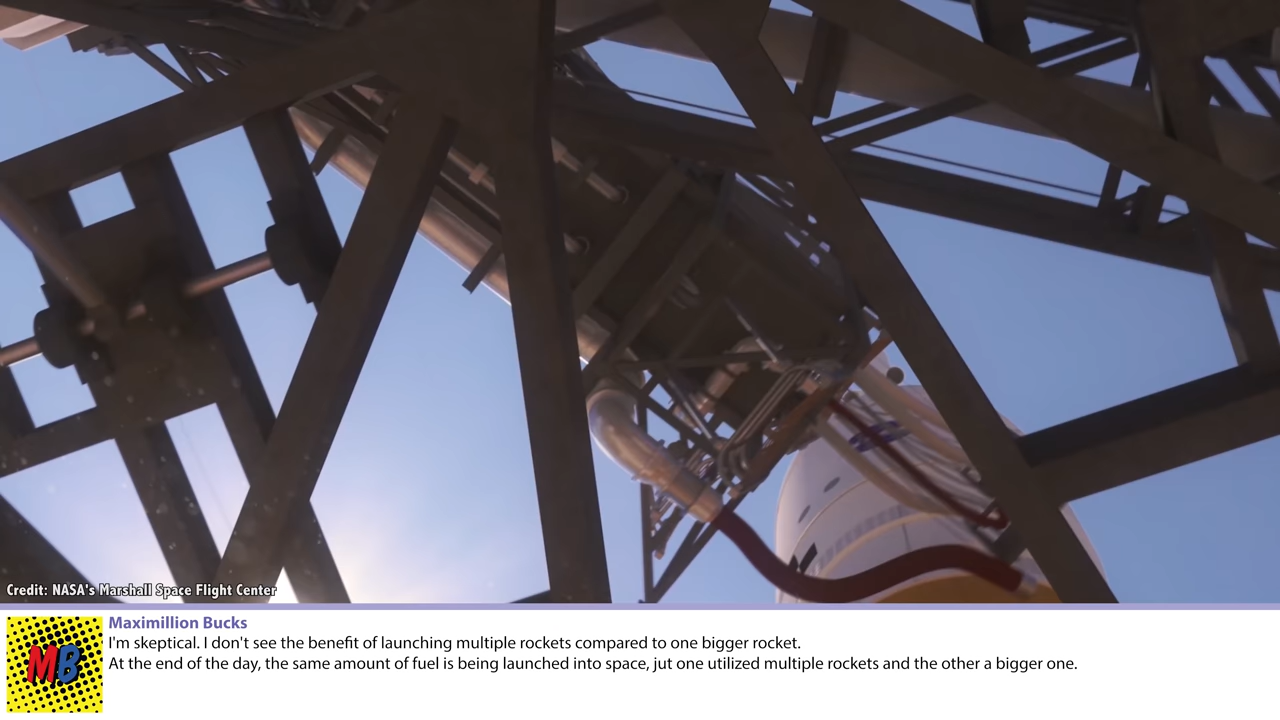 Credit: NASA's Marshall Space Flight Center
Maximillion Bucks
I'm skeptical. I don't see the benefit of launching multiple rockets compared to one bigger rocket.
At the end of the day, the same amount of fuel is being launched into space, jut one utilized multiple rockets and the other a bigger one.
MB